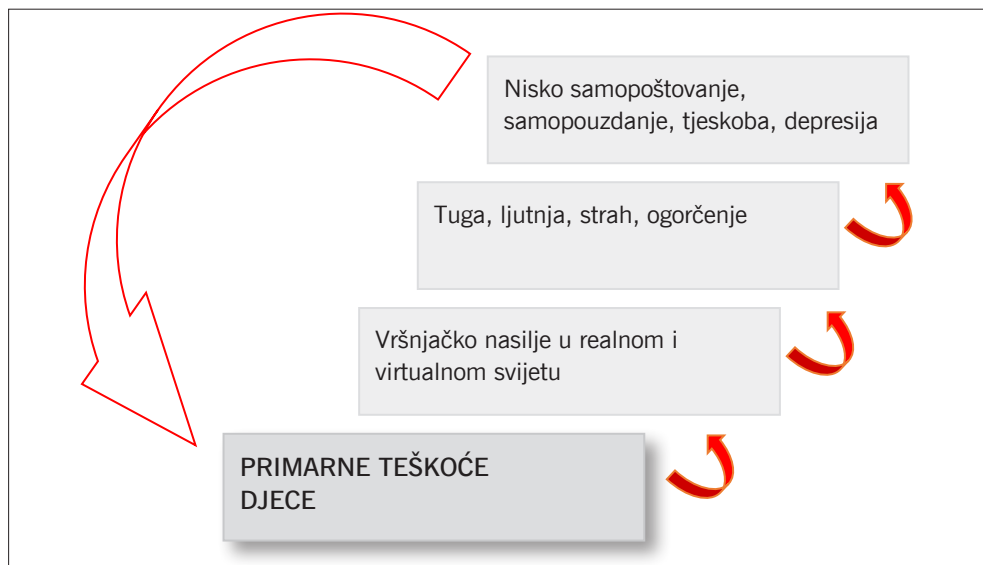 Nisko samopoštovanje,
samopouzdanje, tjeskoba, depresija
Tuga, ljutnja, strah, ogorčenje
Vršnjačko nasilje u realnom i
virtualnom svijetu
PRIMARNE TEŠKOĆE
DJECE